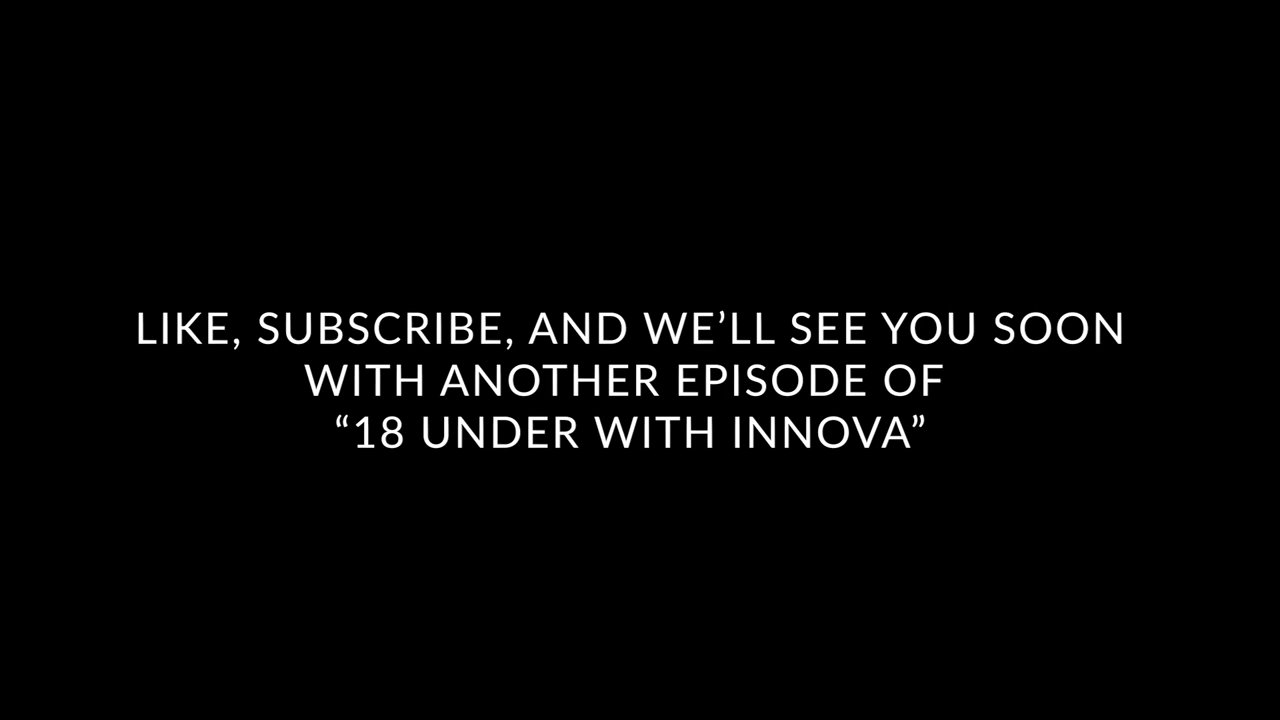 LIKE, SUBSCRIBE, AND WE’LL SEE YOU SOON
WITH ANOTHER EPISODE OF
“18 UNDER WITH INNOVA”